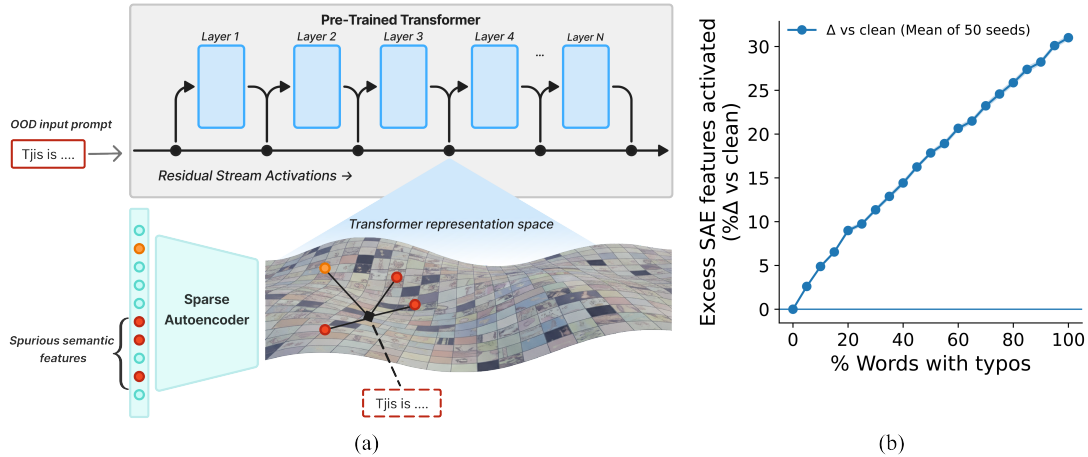 Pre-Trained Transformer
Layer 1
Layer 2
Layer 3
Layer 4
...
Layer N
OOD input prompt
Tjis is ....
Residual Stream Activations →
Transformer representation space
Sparse
Autoencoder
Spurious semantic
features
Tjis is ....
(a)
Δ vs clean (Mean of 50 seeds)
Excess SAE features activated
(%Δ vs clean)
30
25
20
15
10
5
0
0 20 40 60 80 100
% Words with typos
(b)